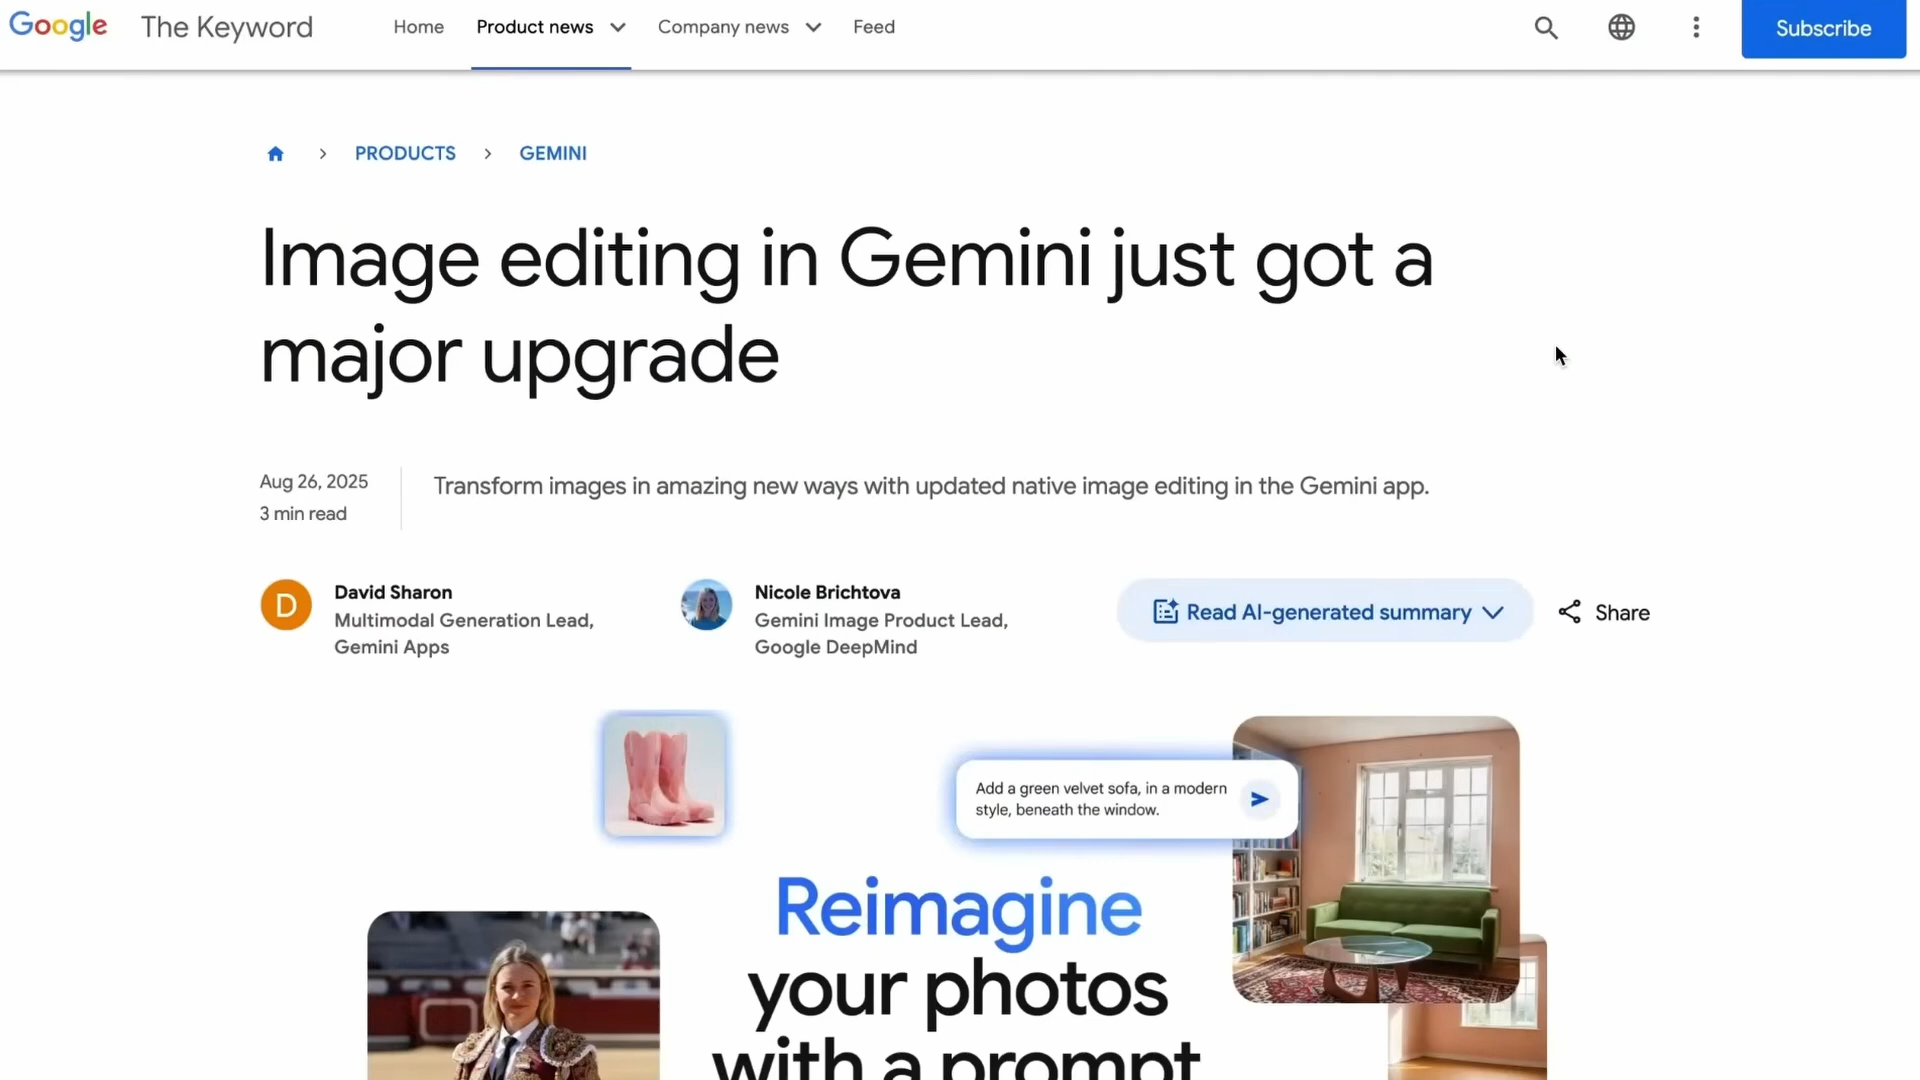 Google The Keyword Home Product news Company news Feed Subscribe
PRODUCTS GEMINI
Image editing in Gemini just got a
major upgrade
Aug 26, 2025
3 min read
Transform images in amazing new ways with updated native image editing in the Gemini app.
D
David Sharon
Multimodal Generation Lead,
Gemini Apps
Nicole Brichtova
Gemini Image Product Lead,
Google DeepMind
Read AI-generated summary
Share
Add a green velvet sofa, in a modern
style, beneath the window.
Reimagine
your photos
with a prompt